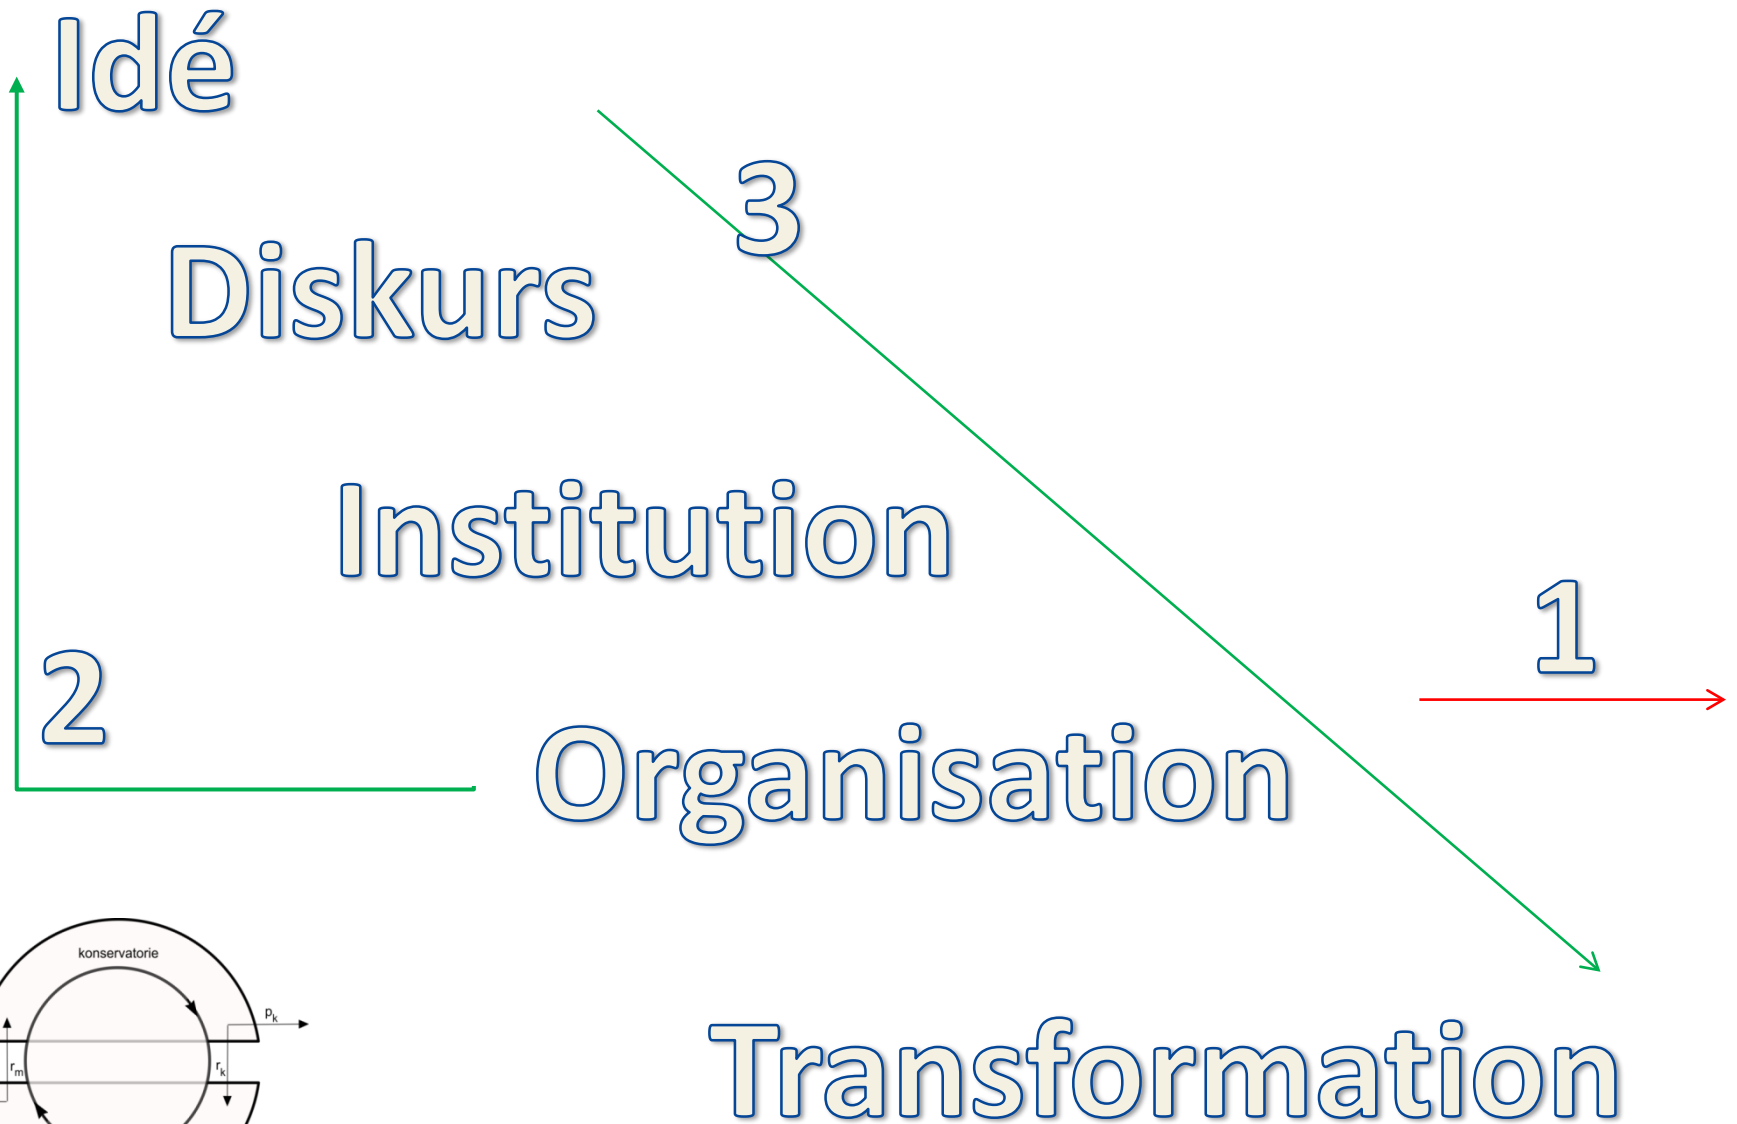 Idé
3
Diskurs
Institution
1
2
Organisation
konservatorie
pk
rm
rk
Transformation